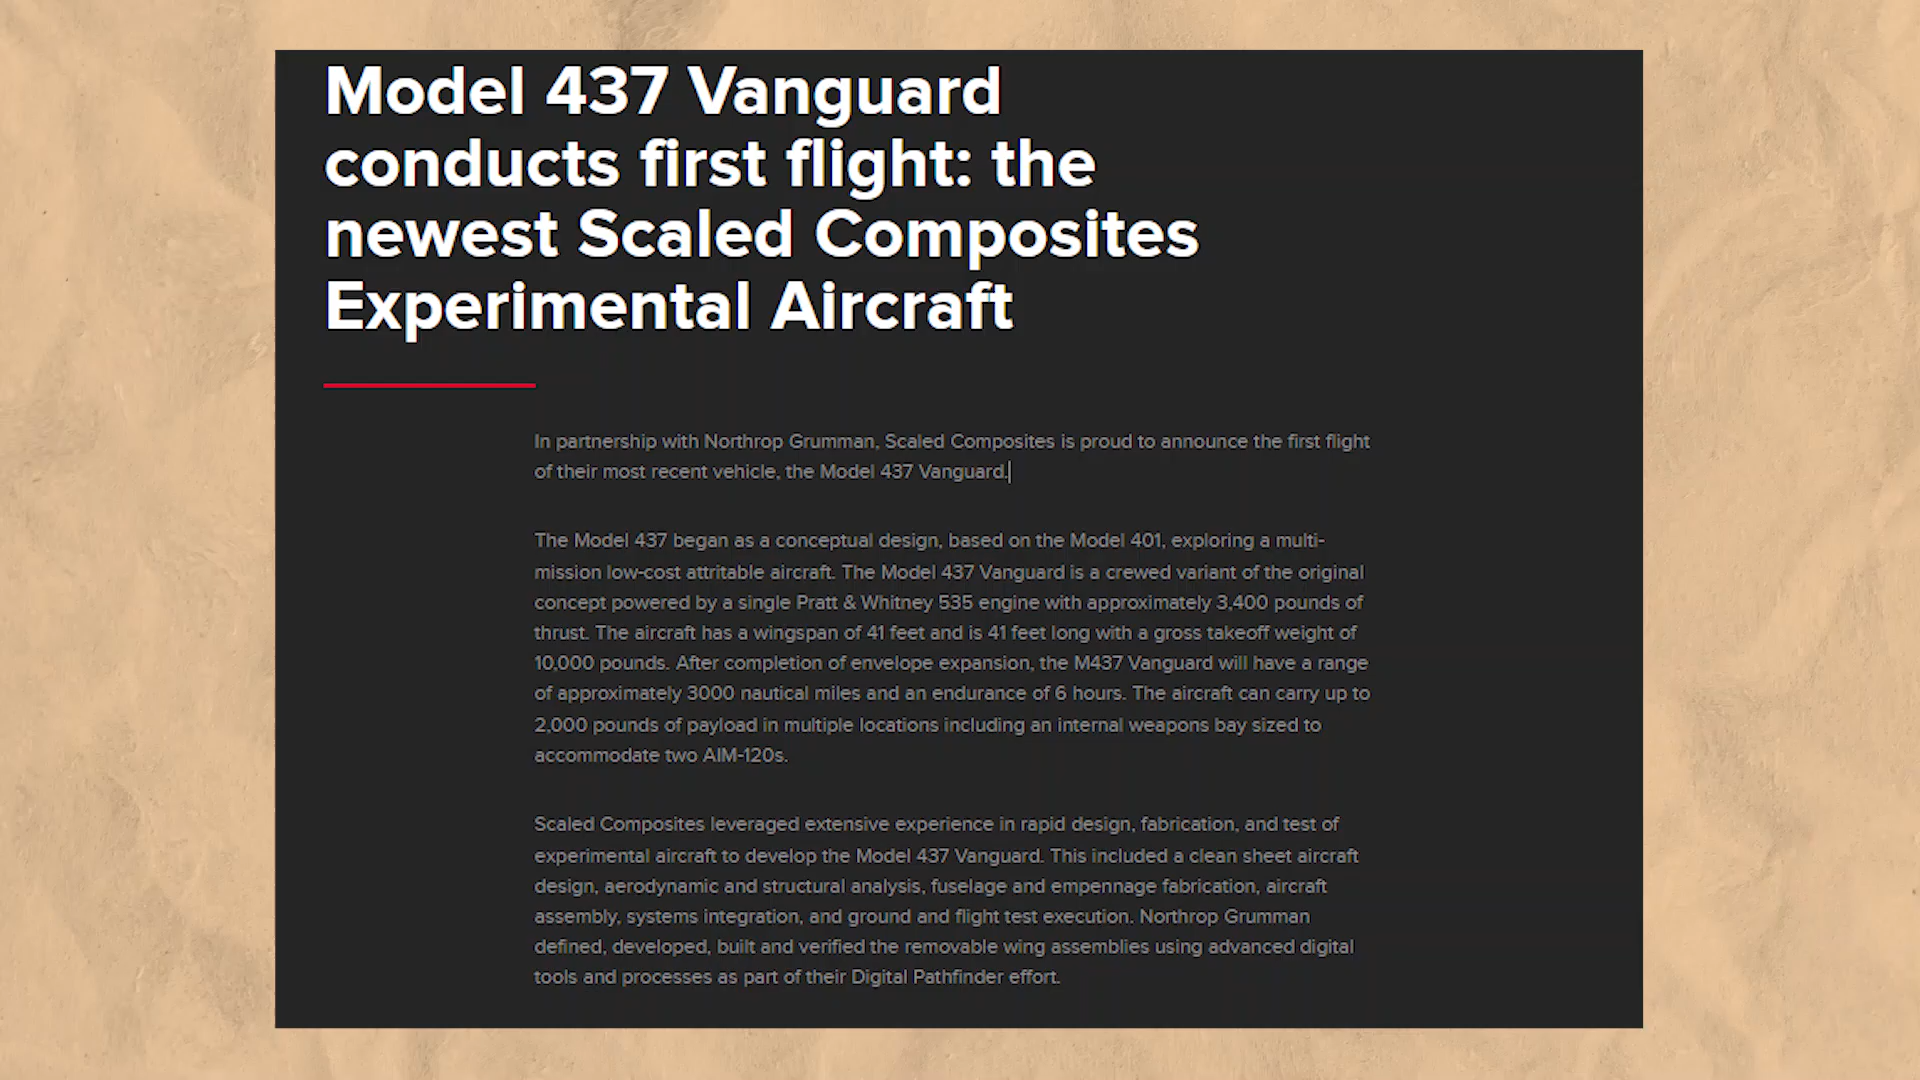 Model 437 Vanguard
conducts first flight: the
newest Scaled Composites
Experimental Aircraft
In partnership with Northrop Grumman, Scaled Composites is proud to announce the first flight
of their most recent vehicle, the Model 437 Vanguard.
The Model 437 began as a conceptual design, based on the Model 401, exploring a multi-
mission low-cost attritable aircraft. The Model 437 Vanguard is a crewed variant of the original
concept powered by a single Pratt & Whitney 535 engine with approximately 3,400 pounds of
thrust. The aircraft has a wingspan of 41 feet and is 41 feet long with a gross takeoff weight of
10,000 pounds. After completion of envelope expansion, the M437 Vanguard will have a range
of approximately 3000 nautical miles and an endurance of 6 hours. The aircraft can carry up to
2,000 pounds of payload in multiple locations including an internal weapons bay sized to
accommodate two AIM-120s.
Scaled Composites leveraged extensive experience in rapid design, fabrication, and test of
experimental aircraft to develop the Model 437 Vanguard. This included a clean sheet aircraft
design, aerodynamic and structural analysis, fuselage and empennage fabrication, aircraft
assembly, systems integration, and ground and flight test execution. Northrop Grumman
defined, developed, built and verified the removable wing assemblies using advanced digital
tools and processes as part of their Digital Pathfinder effort.